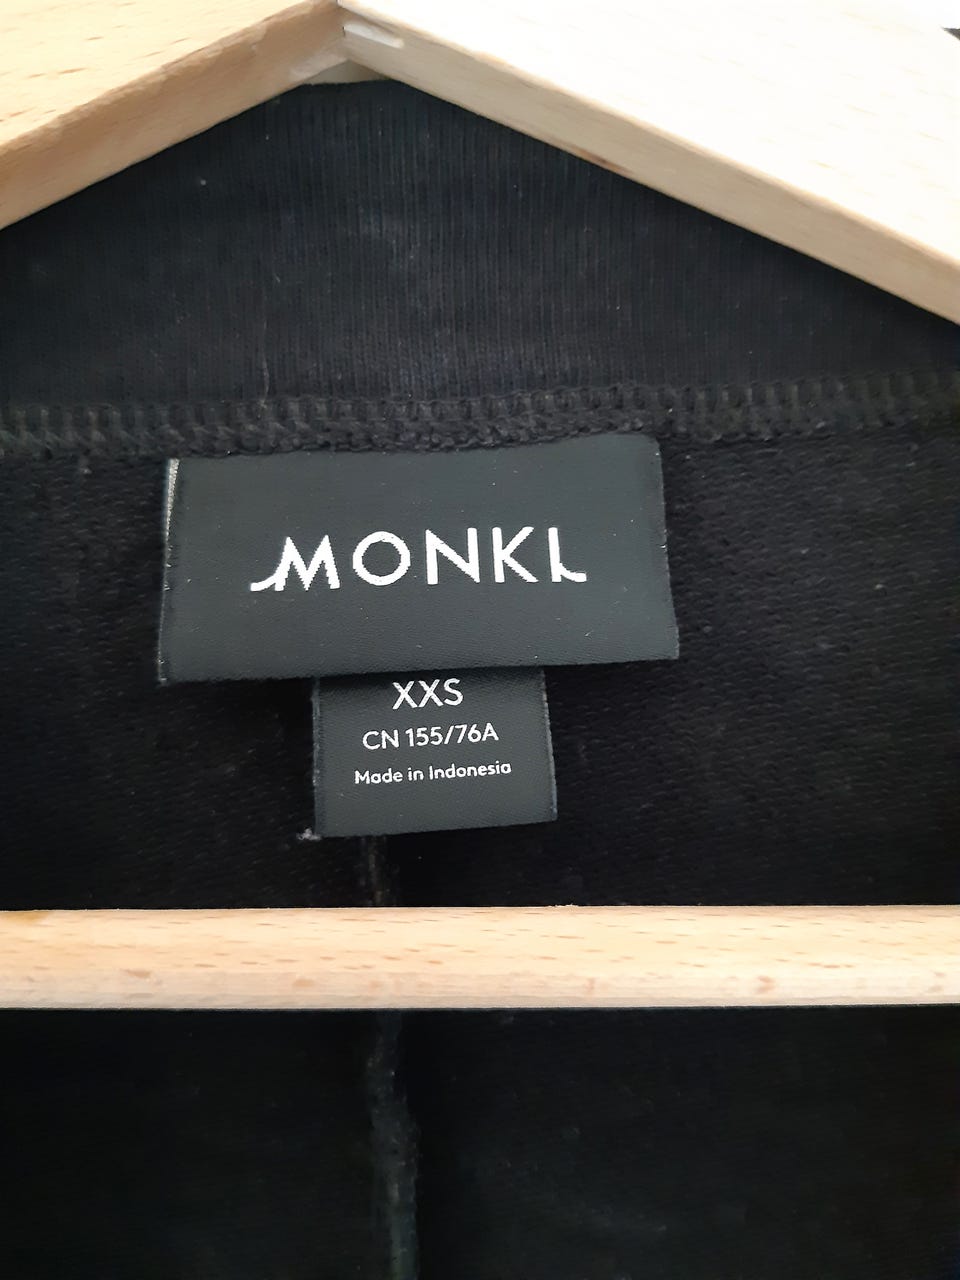 MONKI
XXS
CN 155/76A
Made in Indonesia